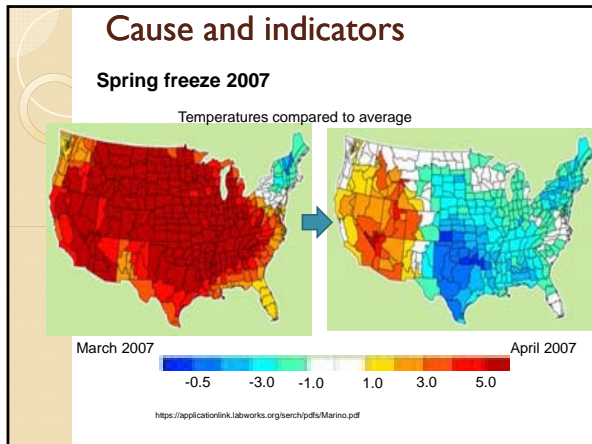 Cause and indicators
Spring freeze 2007
Temperatures compared to average
March 2007
April 2007
-0.5 -3.0 -1.0 1.0 3.0 5.0
https://applicationlink.labworks.org/serch/pdfs/Marino.pdf